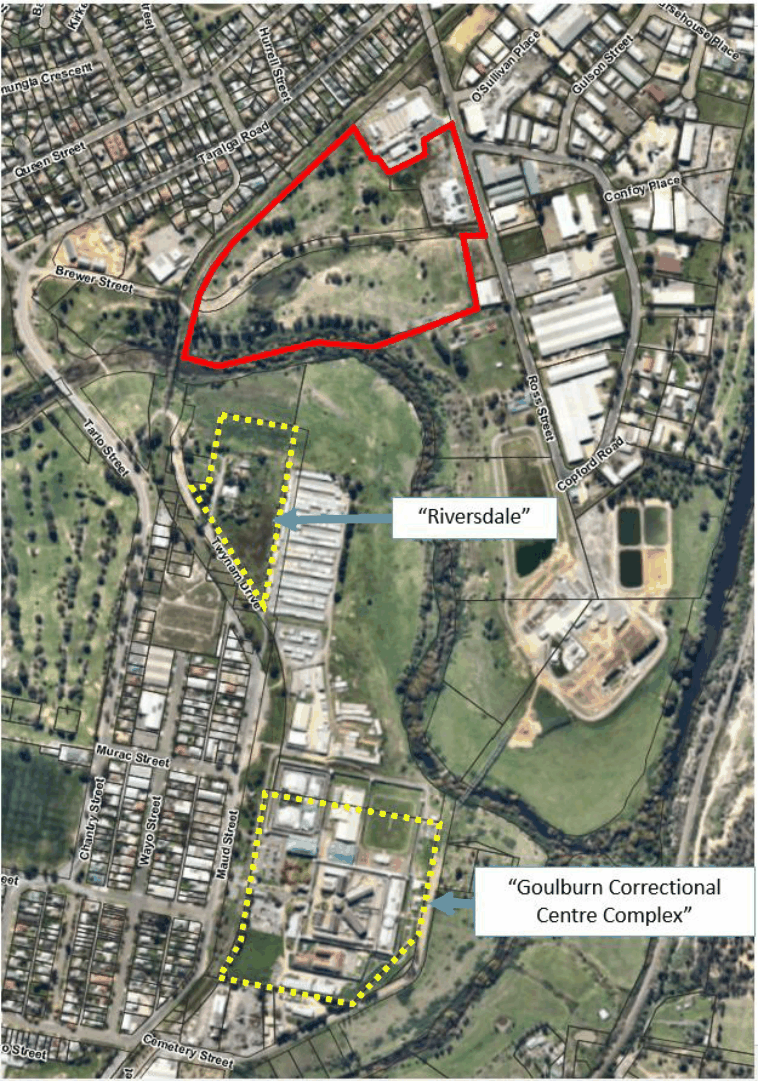 Hurrell Street
O'Sullivan Place
Gulson Street
Taralga Road
Queen Street
Confoy Place
Brewer Street
Ross Street
Tarlo Street
Copford Road
“Riversdale”
Twynam Drive
Murac Street
Chantry Street
Wayo Street
Maud Street
“Goulburn Correctional
Centre Complex”
Cemetery Street